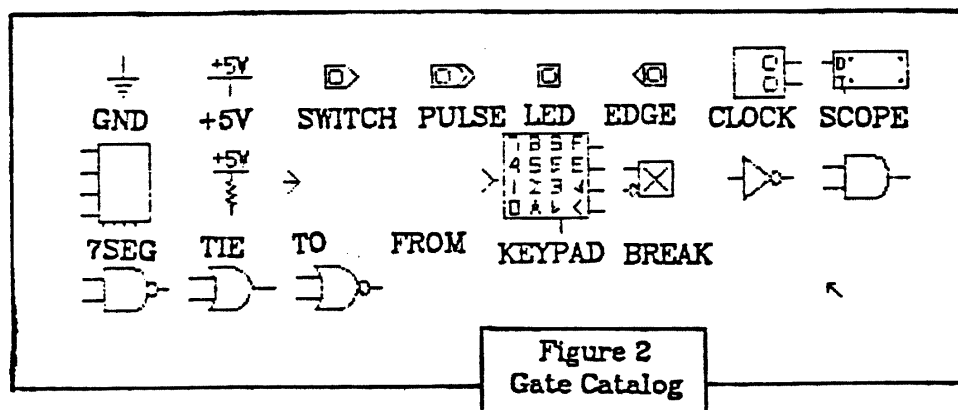 +5V
GND +5V SWITCH PULSE LED EDGE CLOCK SCOPE
+5V
7SEG TIE TO FROM KEYPAD BREAK
Figure 2
Gate Catalog